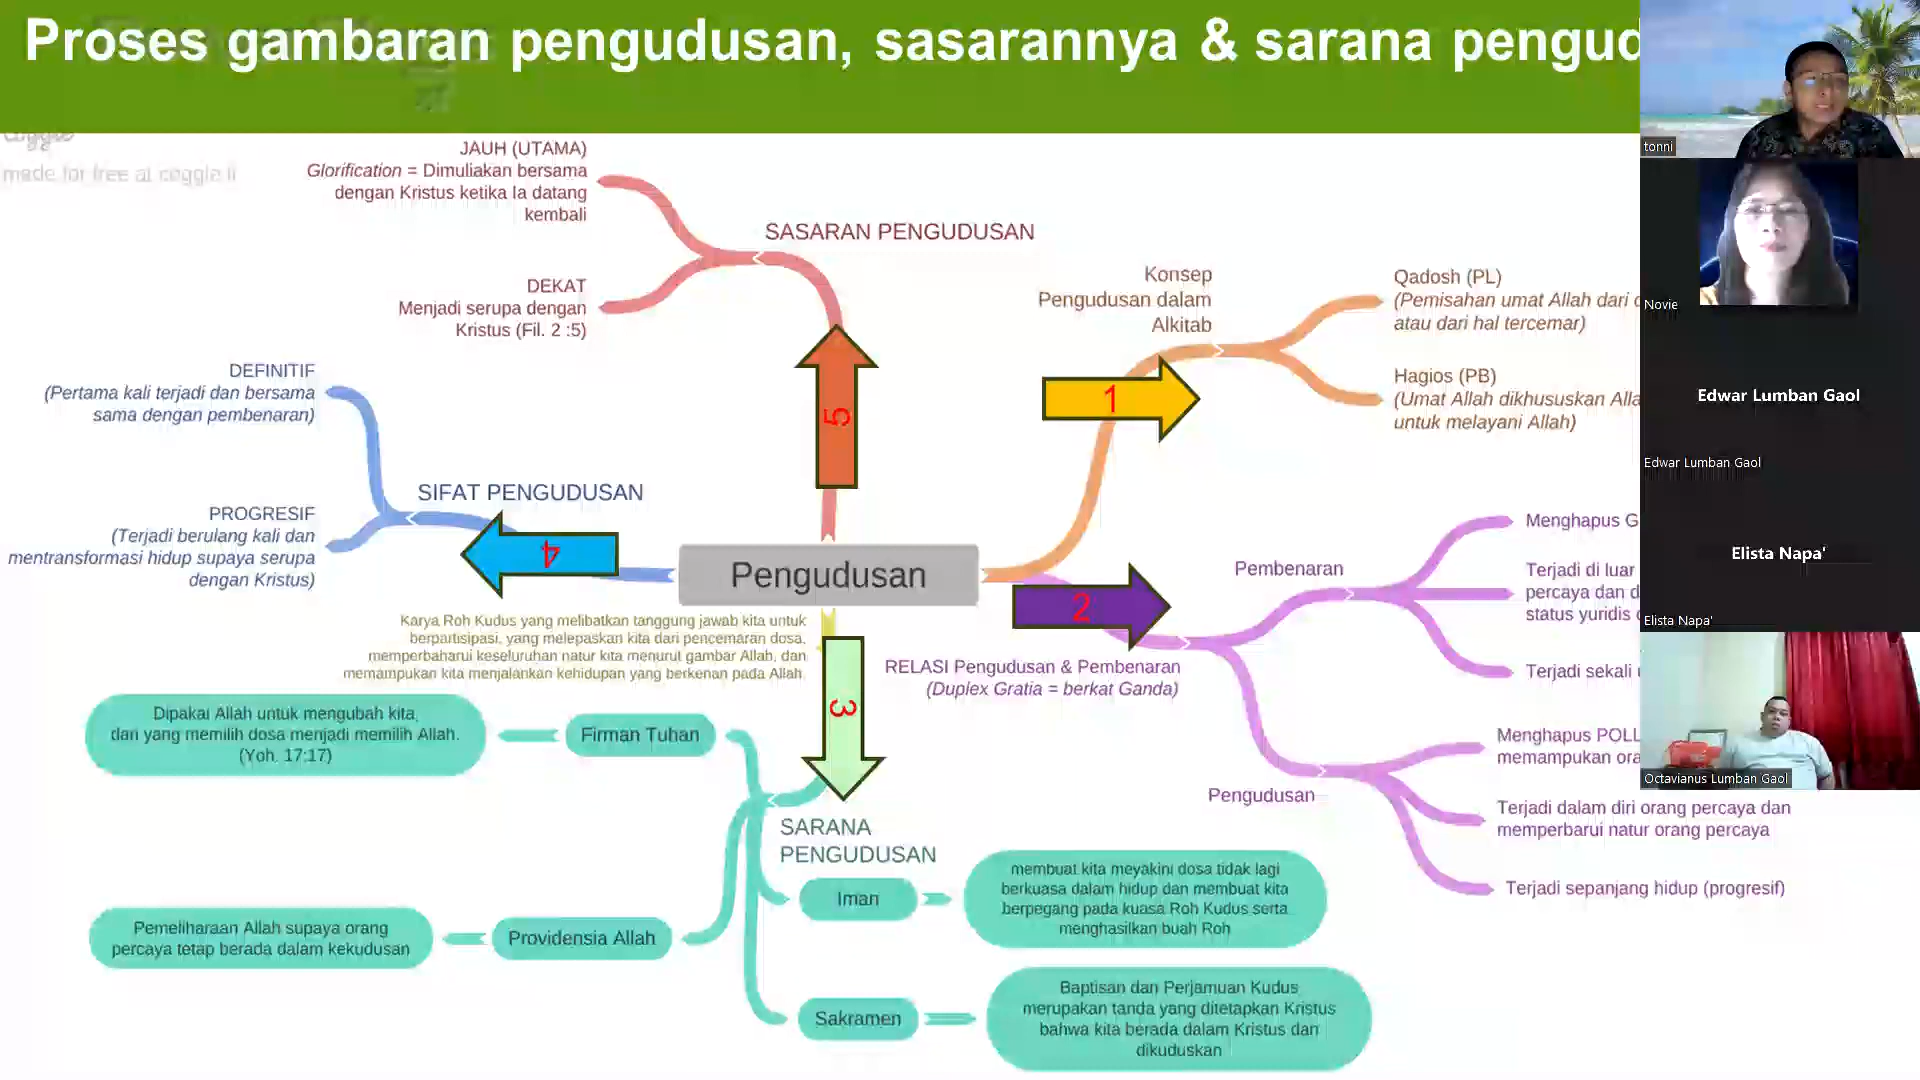 Proses gambaran pengudusan, sasarannya & sarana pengud
made for free at coggle.it
JAUH (UTAMA)
Glorification = Dimuliakan bersama
dengan Kristus ketika Ia datang
kembali
SASARAN PENGUDUSAN
DEKAT
Menjadi serupa dengan
Kristus (Fil. 2 :5)
5
Konsep
Pengudusan dalam
Alkitab
1
Qadosh (PL)
(Pemisahan umat Allah dari
atau dari hal tercemar)
Hagios (PB)
(Umat Allah dikhususkan Alla
untuk melayani Allah)
DEFINITIF
(Pertama kali terjadi dan bersama
sama dengan pembenaran)
SIFAT PENGUDUSAN
PROGRESIF
(Terjadi berulang kali dan
mentransformasi hidup supaya serupa
dengan Kristus)
4
Pengudusan
2
RELASI Pengudusan & Pembenaran
(Duplex Gratia = berkat Ganda)
Pembenaran
Menghapus G
Terjadi di luar
percaya dan d
status yuridis
Terjadi sekali
Pengudusan
Menghapus POLL
memampukan ora
Terjadi dalam diri orang percaya dan
memperbarui natur orang percaya
Terjadi sepanjang hidup (progresif)
Karya Roh Kudus yang melibatkan tanggung jawab kita untuk
berpartisipasi, yang melepaskan kita dari pencemaran dosa,
memperbaharui keseluruhan natur kita menurut gambar Allah, dan
memampukan kita menjalankan kehidupan yang berkenan pada Allah.
3
SARANA
PENGUDUSAN
Firman Tuhan
Dipakai Allah untuk mengubah kita,
dari yang memilih dosa menjadi memilih Allah.
(Yoh. 17:17)
Providensia Allah
Pemeliharaan Allah supaya orang
percaya tetap berada dalam kekudusan
Iman
membuat kita meyakini dosa tidak lagi
berkuasa dalam hidup dan membuat kita
berpegang pada kuasa Roh Kudus serta
menghasilkan buah Roh
Sakramen
Baptisan dan Perjamuan Kudus
merupakan tanda yang ditetapkan Kristus
bahwa kita berada dalam Kristus dan
dikuduskan
tonni
Novie
Edwar Lumban Gaol
Edwar Lumban Gaol
Elista Napa'
Elista Napa'
Octavianus Lumban Gaol